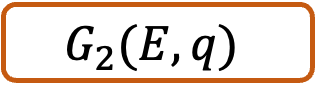 G₂(E, q)